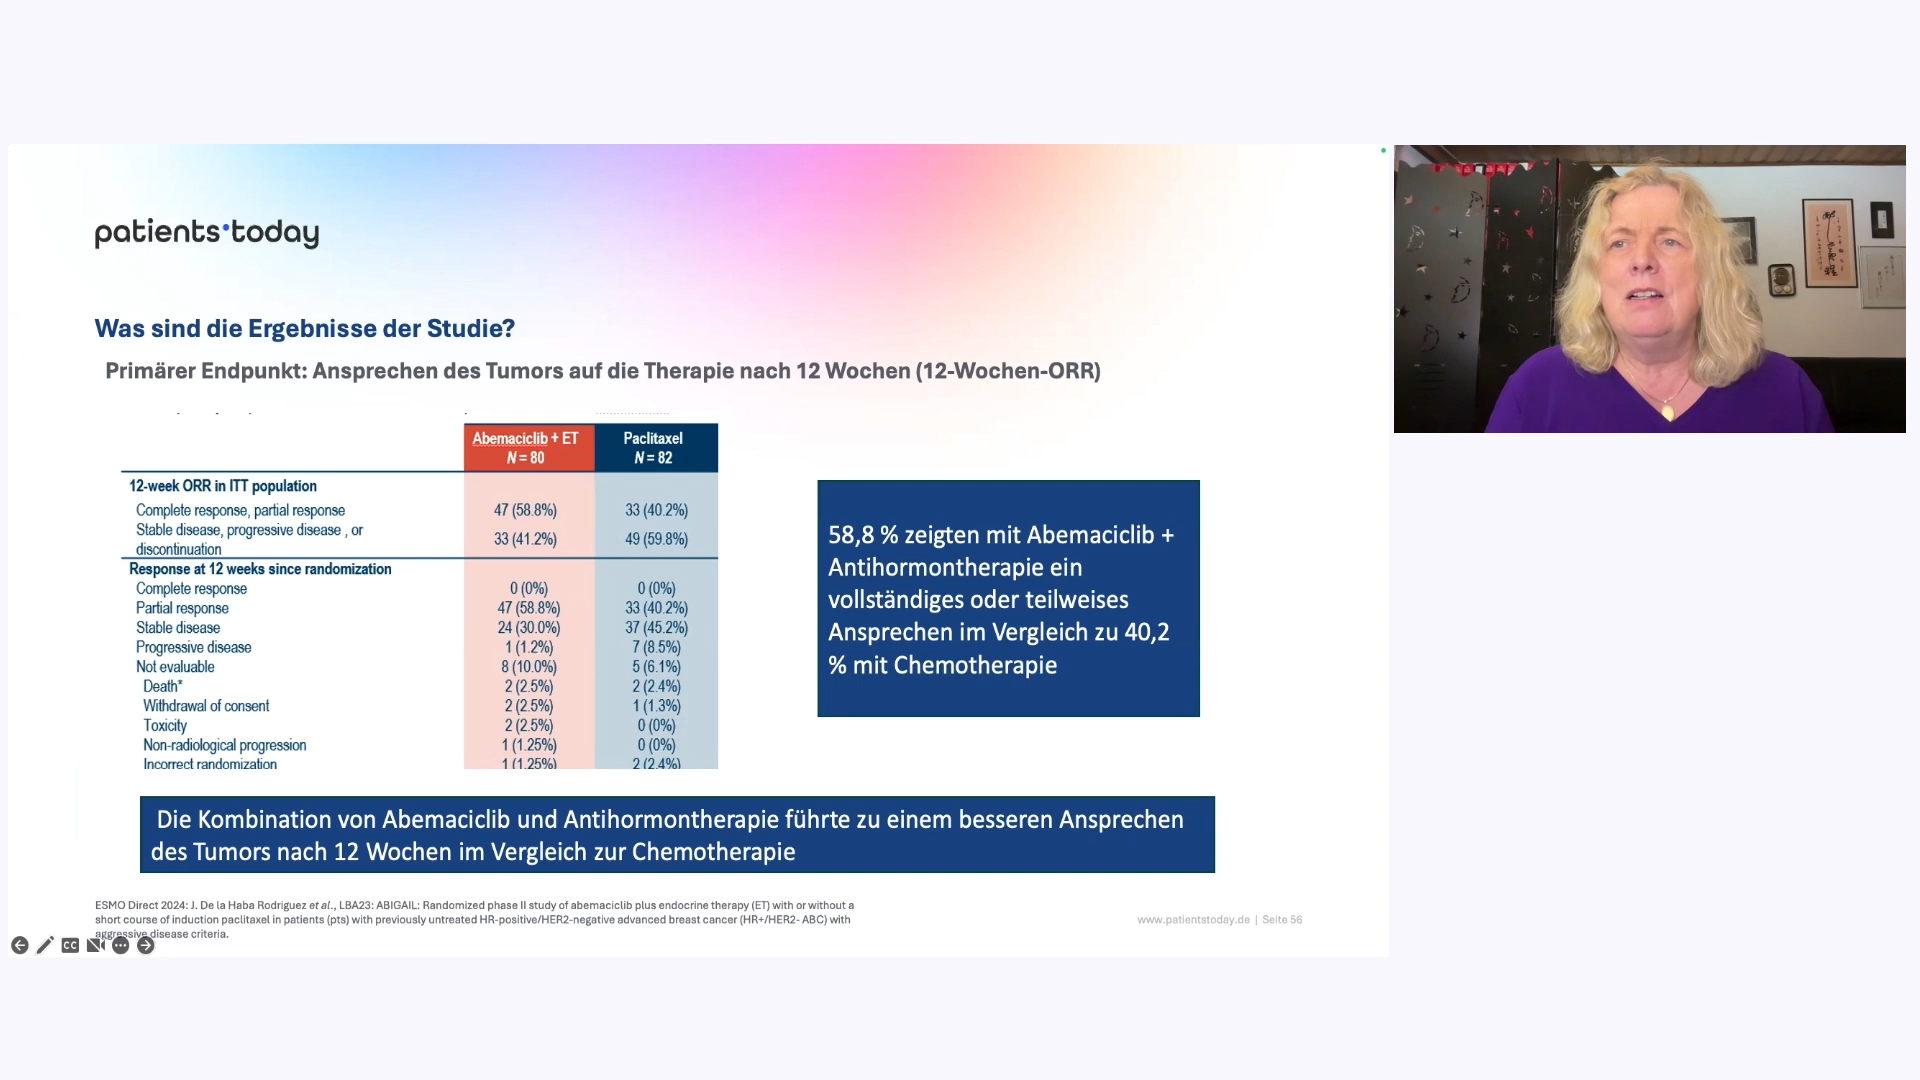 patients·today
Was sind die Ergebnisse der Studie?
Primärer Endpunkt: Ansprechen des Tumors auf die Therapie nach 12 Wochen (12-Wochen-ORR)
Abemaciclib + ET Paclitaxel
N = 80 N = 82
12-week ORR in ITT population
Complete response, partial response 47 (58.8%) 33 (40.2%)
Stable disease, progressive disease , or
discontinuation 33 (41.2%) 49 (59.8%)
Response at 12 weeks since randomization
Complete response 0 (0%) 0 (0%)
Partial response 47 (58.8%) 33 (40.2%)
Stable disease 24 (30.0%) 37 (45.2%)
Progressive disease 1 (1.2%) 7 (8.5%)
Not evaluable 8 (10.0%) 5 (6.1%)
Death* 2 (2.5%) 2 (2.4%)
Withdrawal of consent 2 (2.5%) 1 (1.3%)
Toxicity 2 (2.5%) 0 (0%)
Non-radiological progression 1 (1.25%) 0 (0%)
Incorrect randomization 1 (1.25%) 2 (2.4%)
58,8 % zeigten mit Abemaciclib +
Antihormontherapie ein
vollständiges oder teilweises
Ansprechen im Vergleich zu 40,2
% mit Chemotherapie
Die Kombination von Abemaciclib und Antihormontherapie führte zu einem besseren Ansprechen
des Tumors nach 12 Wochen im Vergleich zur Chemotherapie
ESMO Direct 2024: J. De la Haba Rodriguez et al., LBA23: ABIGAIL: Randomized phase II study of abemaciclib plus endocrine therapy (ET) with or without a
short course of induction paclitaxel in patients (pts) with previously untreated HR-positive/HER2-negative advanced breast cancer (HR+/HER2- ABC) with
aggressive disease criteria.
www.patientstoday.de | Seite 56
CC